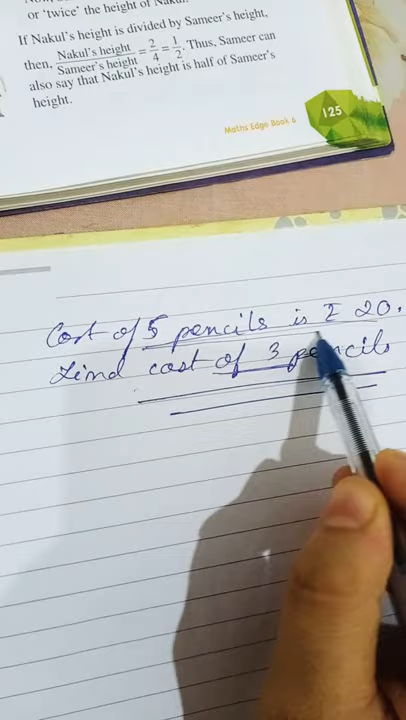 or 'twice' the height of Nakul
If Nakul's height is divided by Sameer's height,
then, Nakul's height / Sameer's height = 2/4 = 1/2. Thus, Sameer can
also say that Nakul's height is half of Sameer's
height.
Maths Edge Book 6
125
Cost of 5 pencils is ₹ 20.
Find cost of 3 pencils